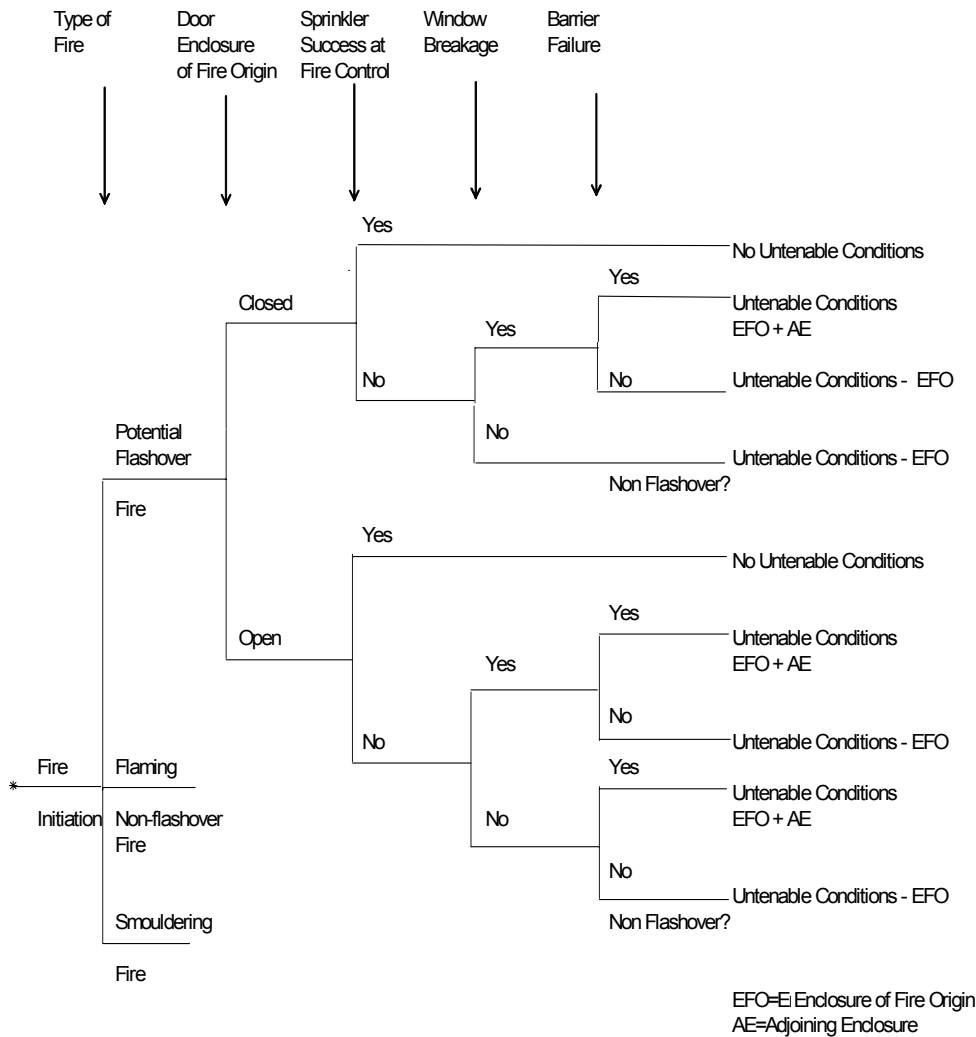 Type of
Fire
Door
Enclosure
of Fire Origin
Sprinkler
Success at
Fire Control
Window
Breakage
Barrier
Failure
Yes
No Untenable Conditions
Yes
Closed
Untenable Conditions
EFO + AE
Yes
No
No
Untenable Conditions - EFO
Potential
Flashover
No
Untenable Conditions - EFO
Non Flashover?
Fire
Yes
No Untenable Conditions
Yes
Open
Untenable Conditions
EFO + AE
Yes
No
No
Untenable Conditions - EFO
Fire
Flaming
Yes
Untenable Conditions
EFO + AE
Initiation
Non-flashover
Fire
No
No
Untenable Conditions - EFO
Smouldering
Non Flashover?
Fire
EFO=E Enclosure of Fire Origin
AE=Adjoining Enclosure